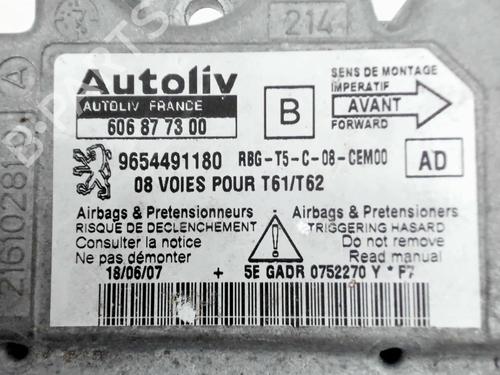 214
A
21610281
Autoliv
AUTOLIV FRANCE
606 87 73 00
B
SENS DE MONTAGE
IMPERATIF
AVANT
FORWARD
9654491180 RBG-T5-C-08-CEM00
AD
08 VOIES POUR T61/T62
Airbags & Pretensionneurs
RISQUE DE DECLENCHEMENT
Consulter la notice
Ne pas démonter
Airbags & Pretensioners
TRIGGERING HASARD
Do not remove
Read manual
18/06/07 + 5E GADR 0752270 Y * F7